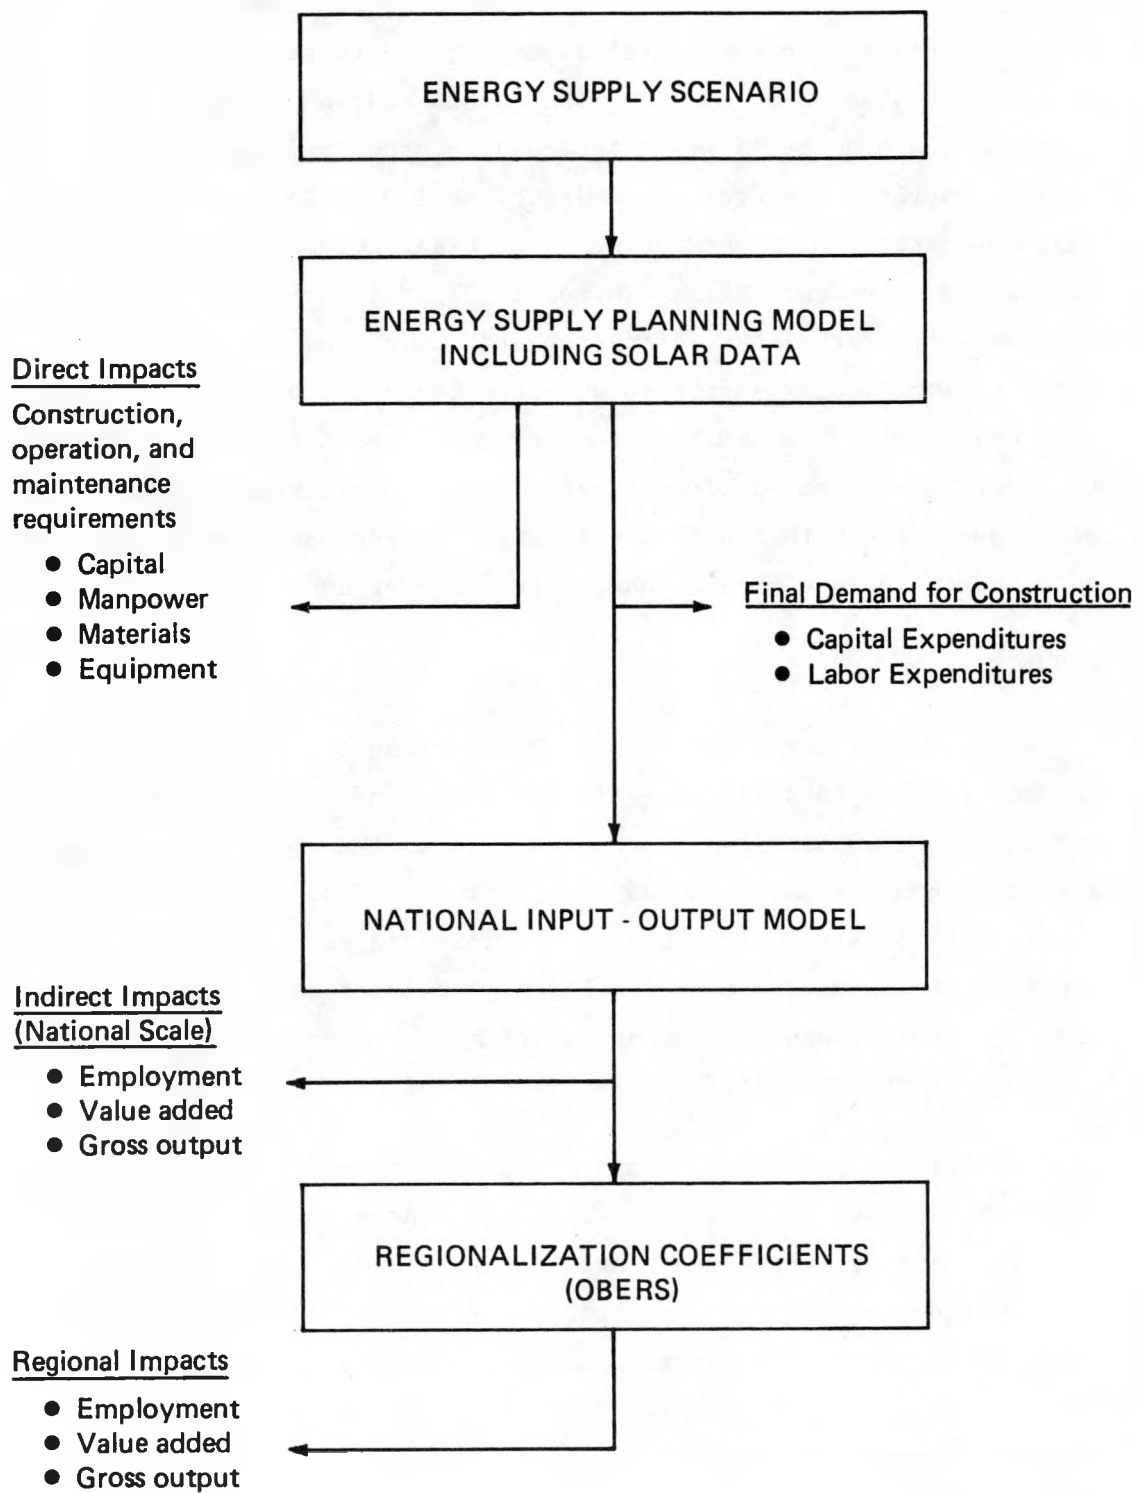 ENERGY SUPPLY SCENARIO
ENERGY SUPPLY PLANNING MODEL
INCLUDING SOLAR DATA
Direct Impacts
Construction,
operation, and
maintenance
requirements
● Capital
● Manpower
● Materials
● Equipment
Final Demand for Construction
● Capital Expenditures
● Labor Expenditures
NATIONAL INPUT - OUTPUT MODEL
Indirect Impacts
(National Scale)
● Employment
● Value added
● Gross output
REGIONALIZATION COEFFICIENTS
(OBERS)
Regional Impacts
● Employment
● Value added
● Gross output